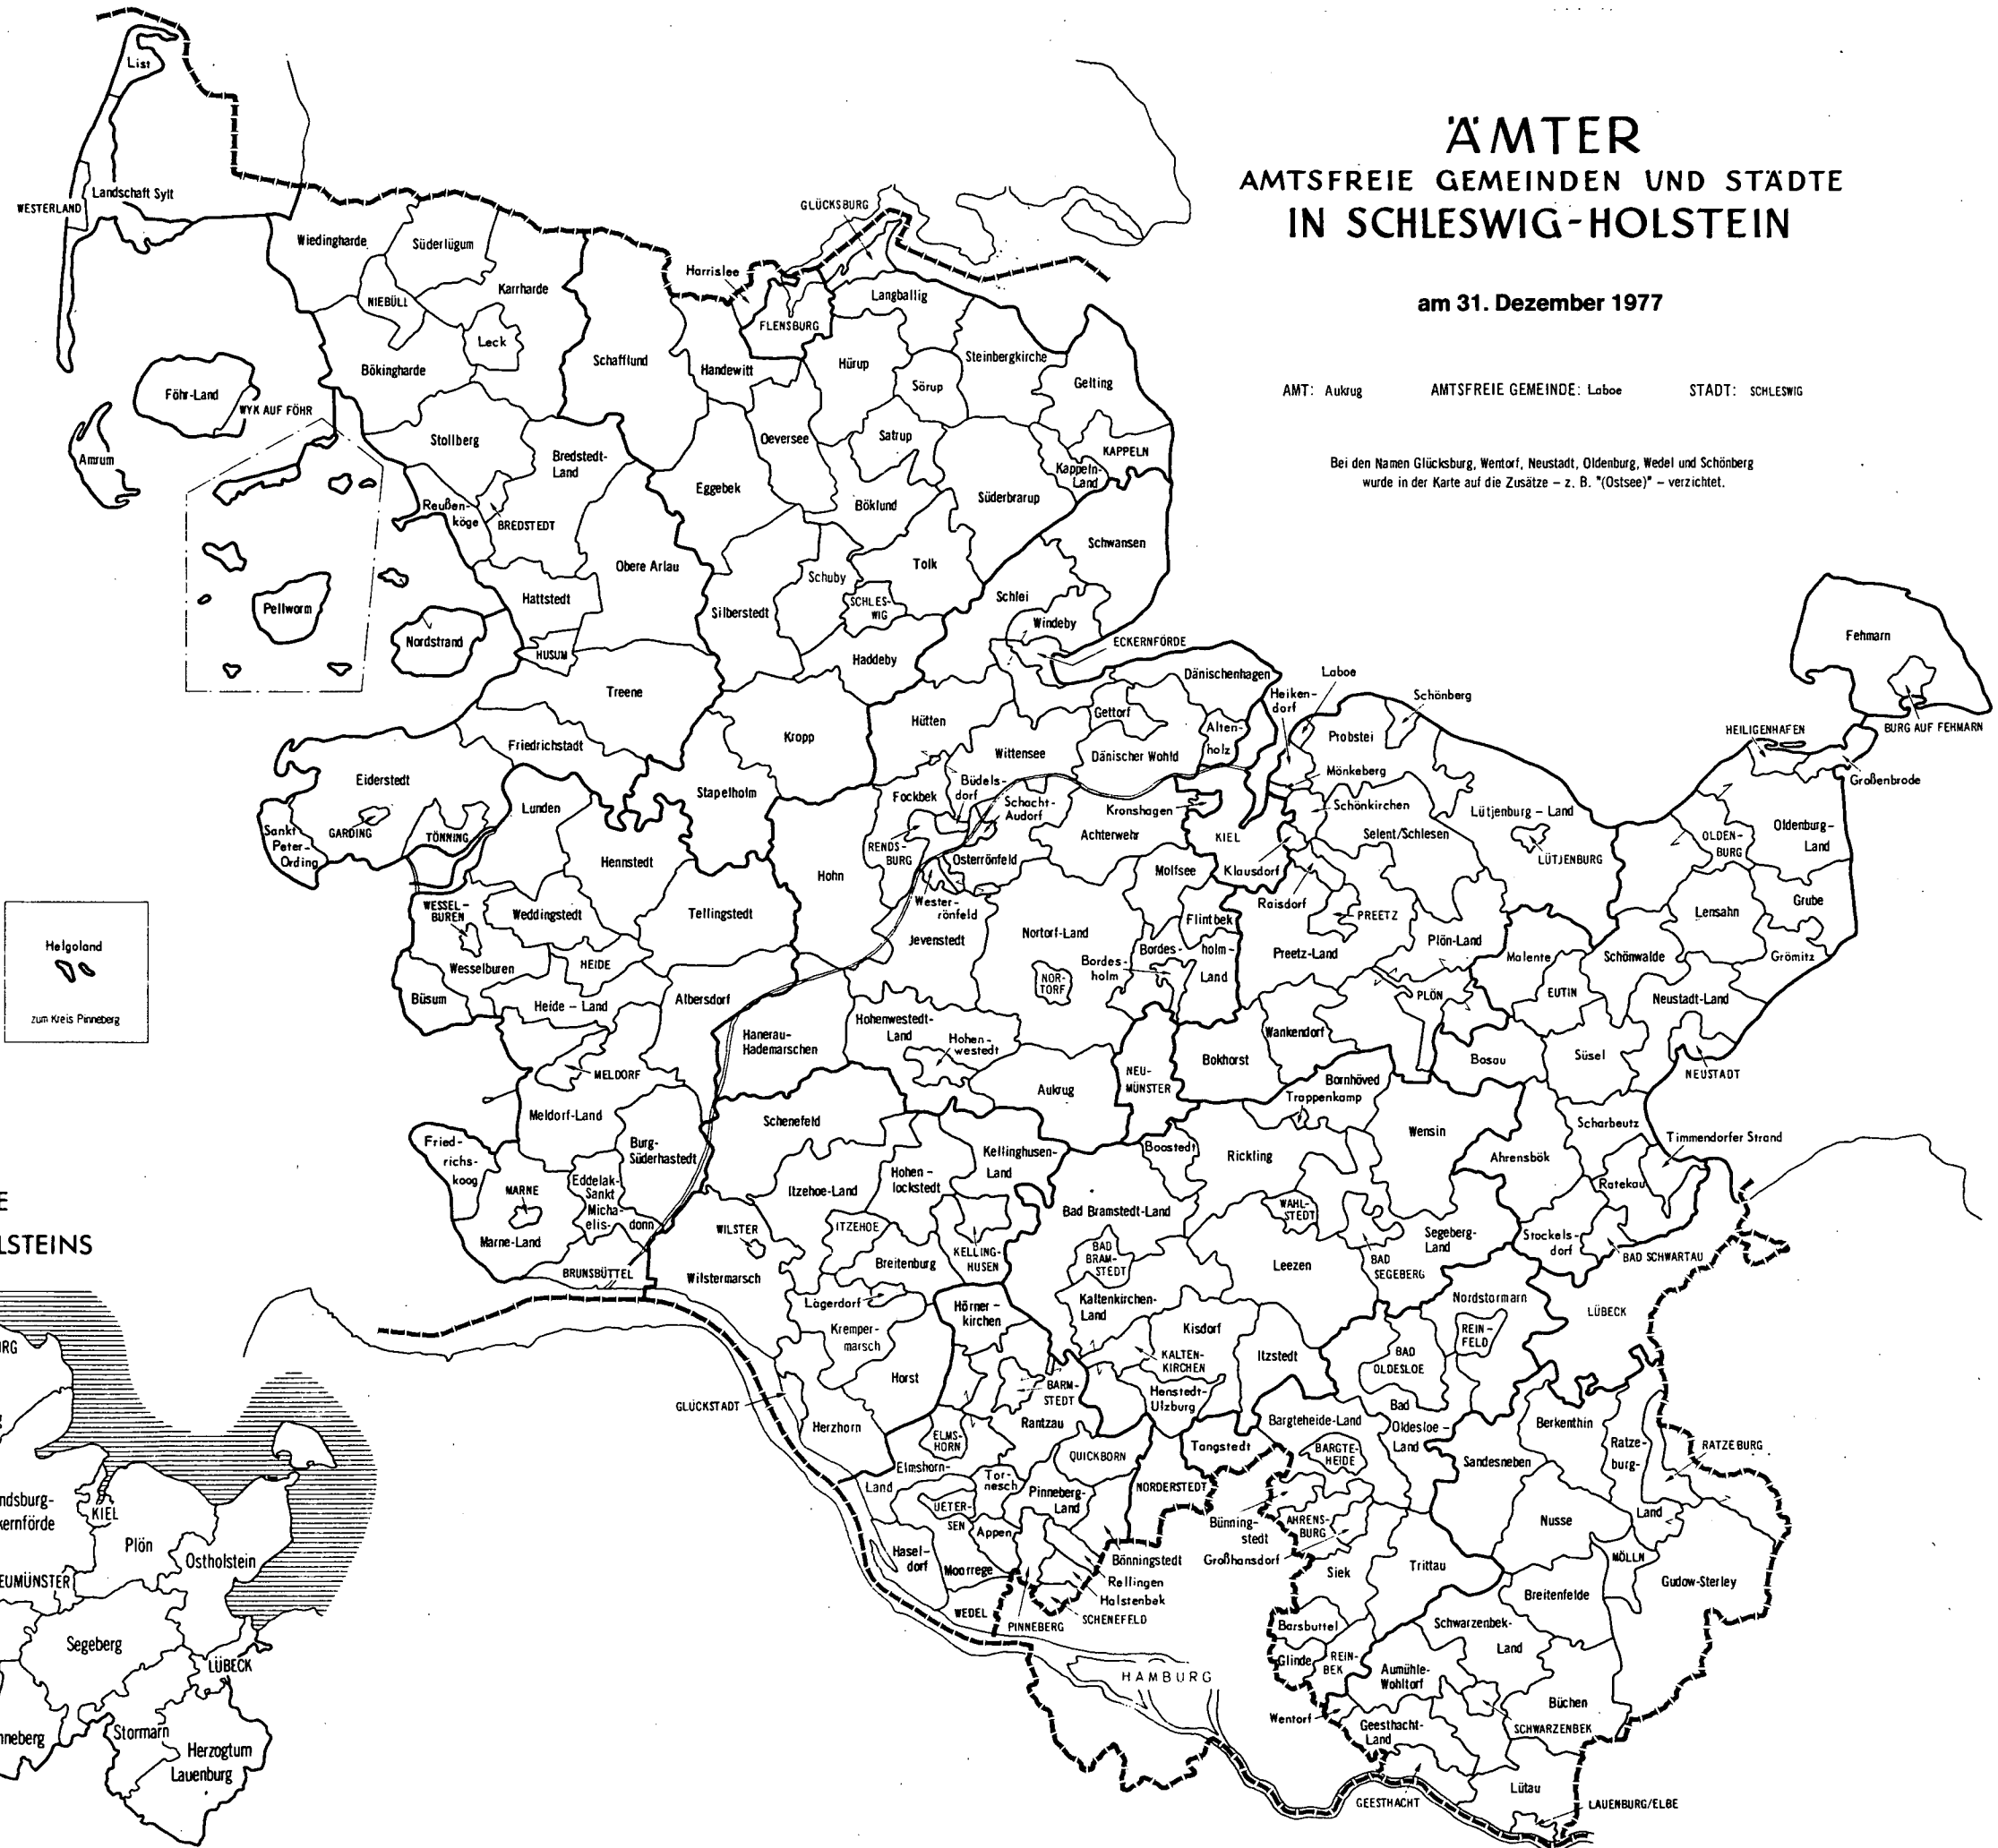 ÄMTER
AMTSFREIE GEMEINDEN UND STÄDTE
IN SCHLESWIG-HOLSTEIN
am 31. Dezember 1977
AMT: Aukrug
AMTSFREIE GEMEINDE: Laboe
STADT: SCHLESWIG
Bei den Namen Glücksburg, Wentorf, Neustadt, Oldenburg, Wedel und Schönberg
wurde in der Karte auf die Zusätze – z. B. "(Ostsee)" – verzichtet.
List
Landschaft Sylt
WESTERLAND
GLÜCKSBURG
Wiedingharde
Süderlügum
Harrislee
Karrharde
NIEBÜLL
Langballig
FLENSBURG
Leck
Schafflund
Handewitt
Hürup
Steinbergkirche
Bökingharde
Sörup
Gelting
Föhr-Land
WYK AUF FÖHR
Stollberg
Oeversee
Satrup
KAPPELN
Amrum
Bredstedt-
Land
Kappeln-
Land
Eggebek
Süderbrarup
Reußen-
köge
BREDSTEDT
Böklund
Schwansen
Obere Arlau
Tolk
Schuby
Hattstedt
Schlei
Pellworm
Silberstedt
SCHLES-
WIG
Windeby
Nordstrand
ECKERNFÖRDE
HUSUM
Haddeby
Fehmarn
Dänischenhagen
Laboe
Treene
Heiken-
dorf
Schönberg
Gettorf
Hütten
Alten-
holz
BURG AUF FEHMARN
HEILIGENHAFEN
Kropp
Probstei
Friedrichstadt
Wittensee
Dänischer Wohld
Mönkeberg
Großenbrode
Eiderstedt
Stapelholm
Büdels-
dorf
Fockbek
Schacht-
Audorf
Kronshagen
Schönkirchen
Lunden
Lütjenburg – Land
Sankt
Peter-
Ording
GARDING
TÖNNING
Achterwehr
KIEL
Selent/Schlesen
OLDEN-
BURG
Oldenburg-
Land
RENDS-
BURG
Osterrönfeld
LÜTJENBURG
Hennstedt
Hohn
Molfsee
Klausdorf
Wester-
rönfeld
Raisdorf
PREETZ
Grube
WESSEL-
BUREN
Weddingstedt
Tellingstedt
Lensahn
Flintbek
Jevenstedt
Nortorf-Land
Plön-Land
Helgoland
zum Kreis Pinneberg
Bordes-
holm-
Land
Preetz-Land
Malente
Schönwalde
Grömitz
Wesselburen
HEIDE
Bordes-
holm
NOR-
TORF
Büsum
Heide – Land
Albersdorf
PLÖN
EUTIN
Neustadt-Land
Hohenwestedt-
Land
Hanerau-
Hademarschen
Wankendorf
Hohen-
westedt
Bokhorst
Bosau
Süsel
MELDORF
NEU-
MÜNSTER
NEUSTADT
Aukrug
Bornhöved
Trappenkamp
Meldorf-Land
Schenefeld
Wensin
Scharbeutz
Fried-
richs-
koog
Burg-
Süderhastedt
Boostedt
Timmendorfer Strand
Kellinghusen-
Land
Rickling
Ahrensbök
Hohen-
lockstedt
Eddelak-
Sankt
Micha-
elis-
donn
Itzehoe-Land
Ratekau
MARNE
Bad Bramstedt-Land
WAHL-
STEDT
ITZEHOE
WILSTER
Segeberg-
Land
Stockels-
dorf
Marne-Land
BAD
BRAM-
STEDT
KELLING-
HUSEN
BAD
SEGEBERG
BAD SCHWARTAU
Breitenburg
Leezen
BRUNSBÜTTEL
Wilstermarsch
Lägerdorf
Hörner-
kirchen
Kaltenkirchen-
Land
Nordstormarn
LÜBECK
Kremper-
marsch
Kisdorf
REIN-
FELD
KALTEN-
KIRCHEN
Itzstedt
BAD
OLDESLOE
Horst
BARM-
STEDT
Henstedt-
Ulzburg
GLÜCKSTADT
Bad
Oldesloe-
Land
Herzhorn
Rantzau
Bargteheide-Land
Berkenthin
ELMS-
HORN
Tangstedt
BARGTE-
HEIDE
Ratze-
burg-
Land
RATZEBURG
QUICKBORN
Sandesneben
Elmshorn-
Land
Tor-
nesch
Pinneberg-
Land
NORDERSTEDT
UETER-
SEN
Bünning-
stedt
AHRENS-
BURG
Nusse
Appen
Großhansdorf
Hasel-
dorf
Moorrege
Bönningstedt
Siek
Trittau
MÖLLN
Rellingen
Gudow-Sterley
Halstenbek
Breitenfelde
WEDEL
PINNEBERG
SCHENEFELD
Barsbüttel
Schwarzenbek-
Land
Glinde
REIN-
BEK
Aumühle-
Wohltorf
HAMBURG
Büchen
Wentorf
Geesthacht-
Land
SCHWARZENBEK
Lütau
GEESTHACHT
LAUENBURG/ELBE
E
LSTEINS
RG
ndsburg-
kernförde
KIEL
Plön
Ostholstein
EUMÜNSTER
Segeberg
LÜBECK
nneberg
Stormarn
Herzogtum
Lauenburg